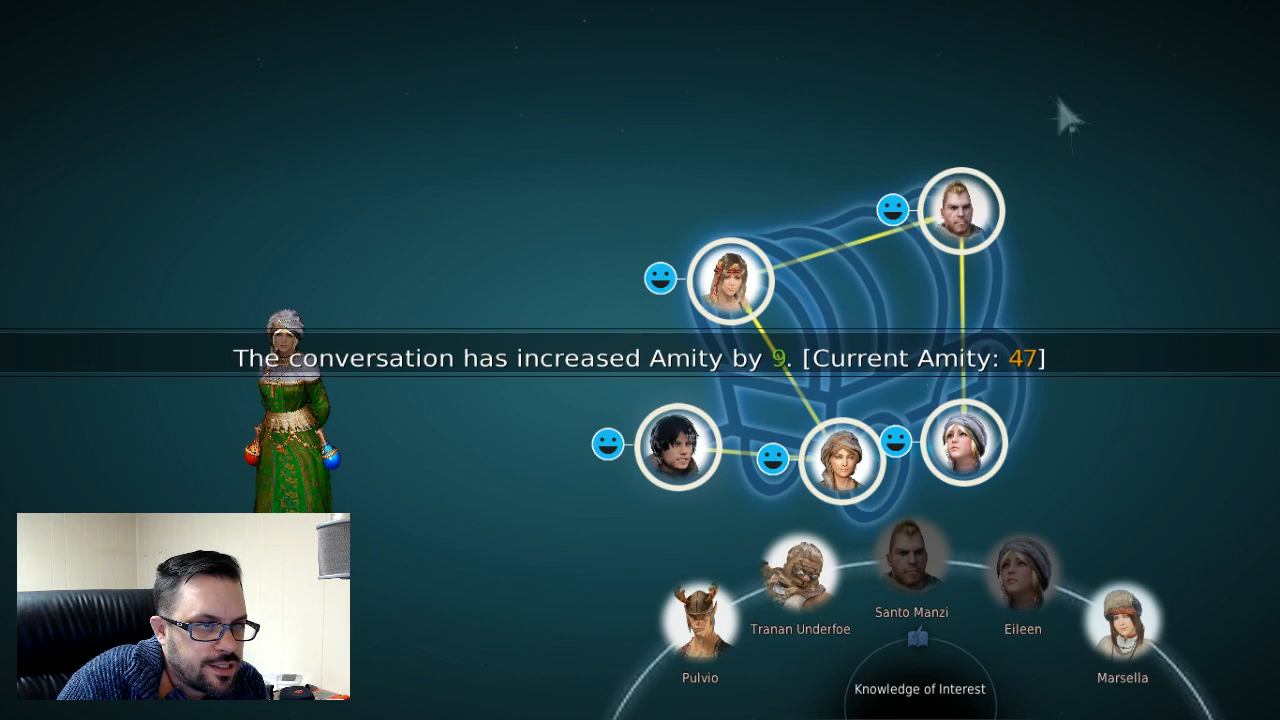 The conversation has increased Amity by 9. [Current Amity: 47]
Santo Manzi
Tranan Underfoe
Eileen
Pulvio
Marsella
Knowledge of Interest